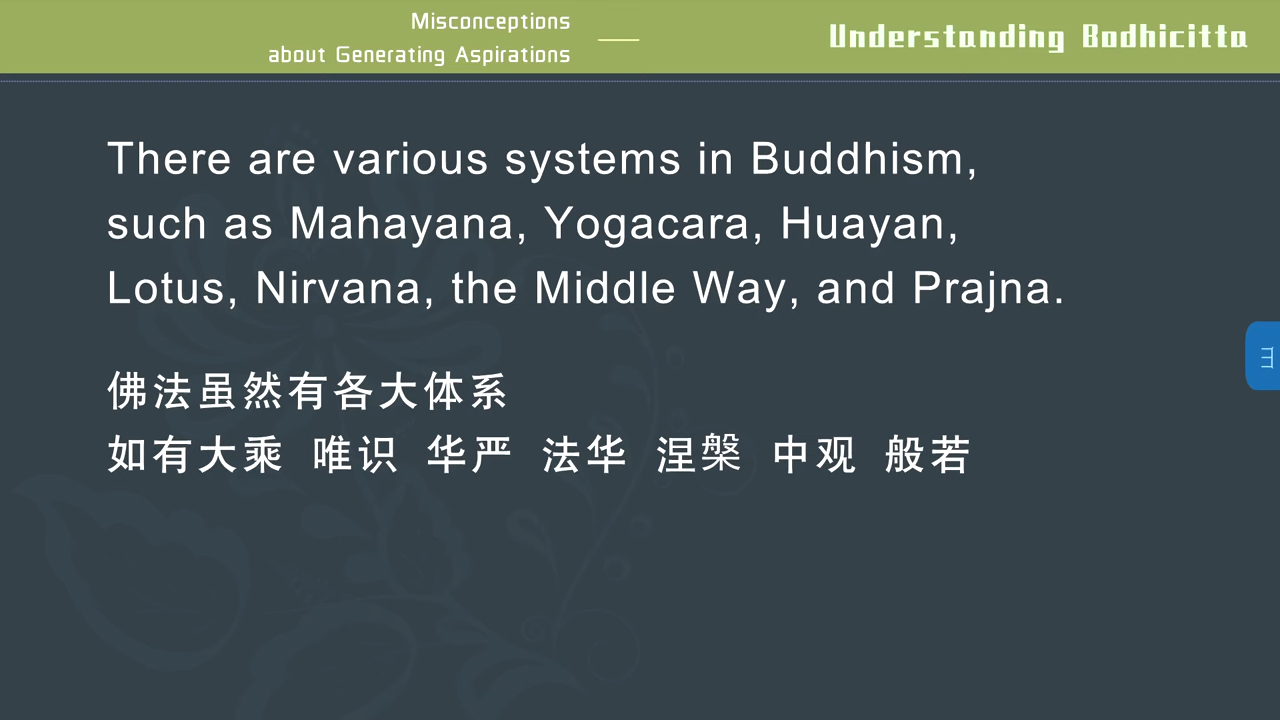 Misconceptions
about Generating Aspirations
Understanding Bodhicitta
There are various systems in Buddhism,
such as Mahayana, Yogacara, Huayan,
Lotus, Nirvana, the Middle Way, and Prajna.
佛法虽然有各大体系
如有大乘 唯识 华严 法华 涅槃 中观 般若